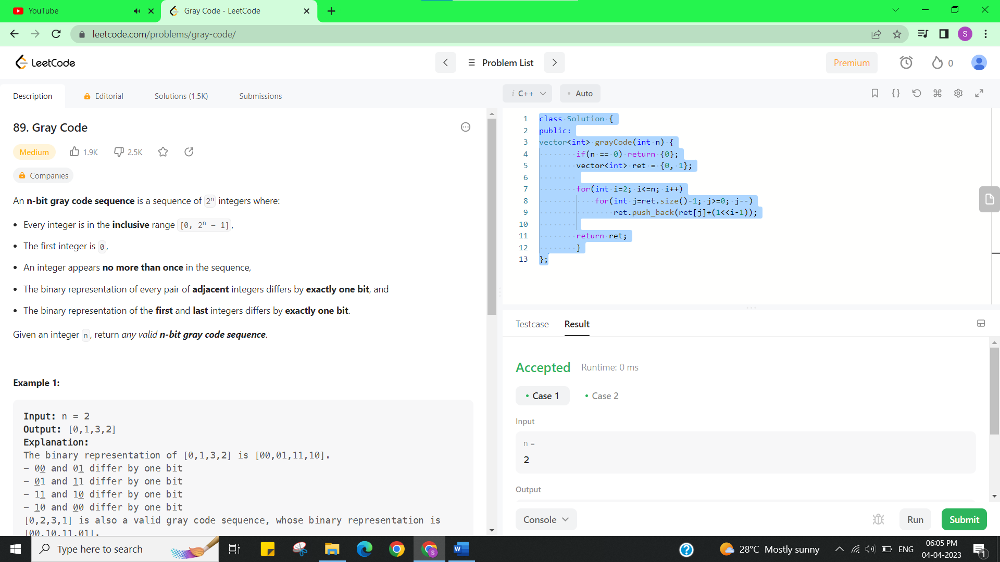 YouTube
Gray Code - LeetCode
leetcode.com/problems/gray-code/
S
LeetCode
Problem List
Premium
0
Description
Editorial
Solutions (1.5K)
Submissions
i C++
Auto
89. Gray Code
Medium
1.9K
2.5K
Companies
An n-bit gray code sequence is a sequence of 2ⁿ integers where:
• Every integer is in the inclusive range [0, 2ⁿ - 1],
• The first integer is 0,
• An integer appears no more than once in the sequence,
• The binary representation of every pair of adjacent integers differs by exactly one bit, and
• The binary representation of the first and last integers differs by exactly one bit.
Given an integer n, return any valid n-bit gray code sequence.
Example 1:
Input: n = 2
Output: [0,1,3,2]
Explanation:
The binary representation of [0,1,3,2] is [00,01,11,10].
- 00 and 01 differ by one bit
- 01 and 11 differ by one bit
- 11 and 10 differ by one bit
- 10 and 00 differ by one bit
[0,2,3,1] is also a valid gray code sequence, whose binary representation is
[00,10,11,01].
1 class Solution {
2 public:
3 vector<int> grayCode(int n) {
4 if(n == 0) return {0};
5 vector<int> ret = {0, 1};
6
7 for(int i=2; i<=n; i++)
8 for(int j=ret.size()-1; j>=0; j--)
9 ret.push_back(ret[j]+(1<<i-1));
10
11 return ret;
12 }
13 };
Testcase
Result
Accepted
Runtime: 0 ms
• Case 1
• Case 2
Input
n =
2
Output
Console
Run
Submit
Type here to search
S
W
28°C Mostly sunny
ENG
06:05 PM
04-04-2023
1